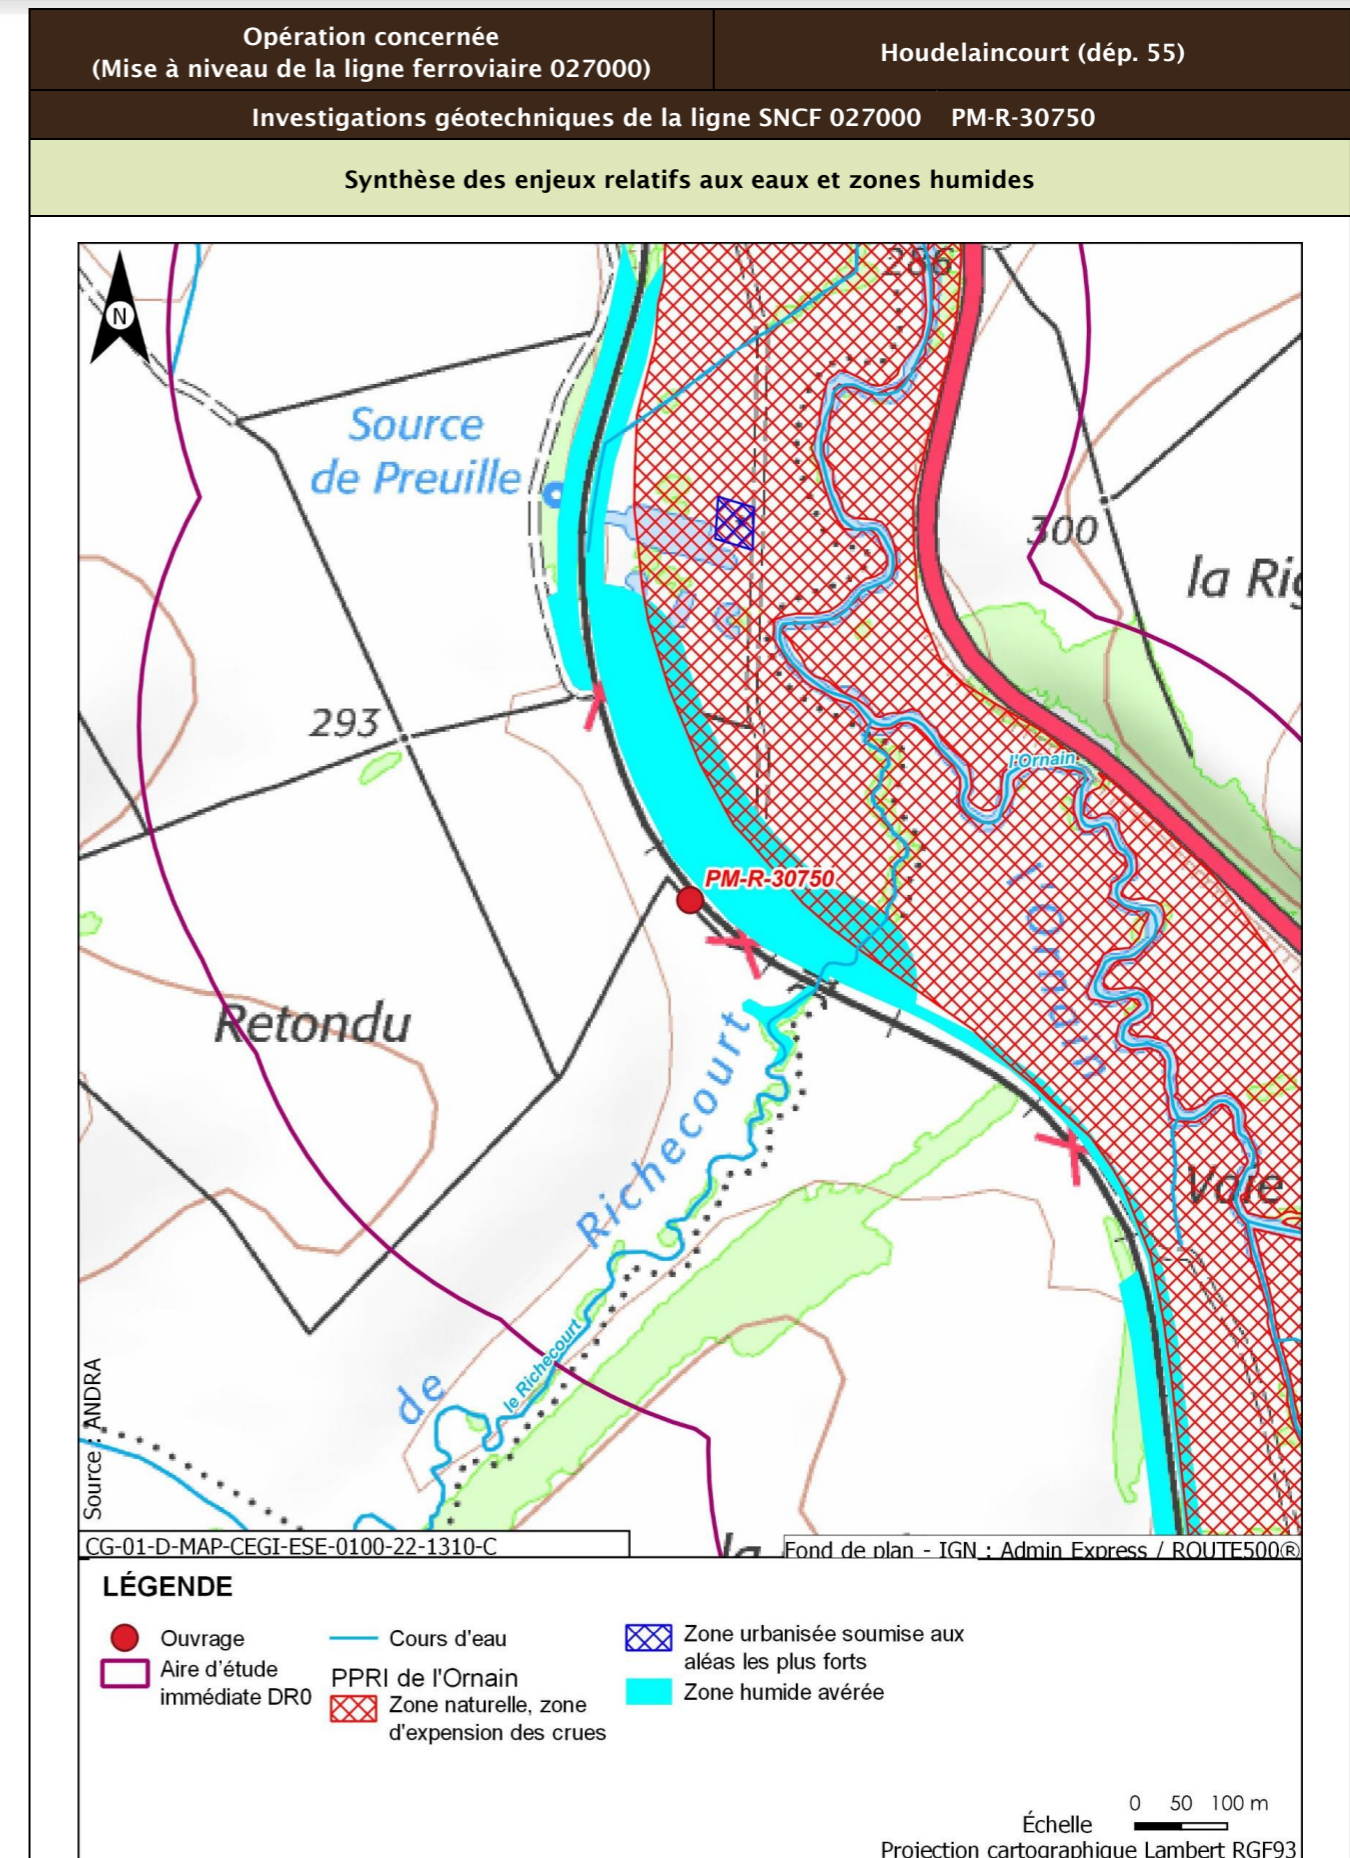 Opération concernée
(Mise à niveau de la ligne ferroviaire 027000)
Houdelaincourt (dép. 55)
Investigations géotechniques de la ligne SNCF 027000 PM-R-30750
Synthèse des enjeux relatifs aux eaux et zones humides
N
286
Source
de Preuille
300
la Rig
293
l'Ornain
PM-R-30750
l'Ornain
Retondu
Richecourt
Voie
de
le Richecourt
Source : ANDRA
CG-01-D-MAP-CEGI-ESE-0100-22-1310-C
la
Fond de plan - IGN : Admin Express / ROUTE500®
LÉGENDE
Ouvrage
Aire d'étude
immédiate DR0
Cours d'eau
PPRI de l'Ornain
Zone naturelle, zone
d'expension des crues
Zone urbanisée soumise aux
aléas les plus forts
Zone humide avérée
0 50 100 m
Échelle
Projection cartographique Lambert RGF93